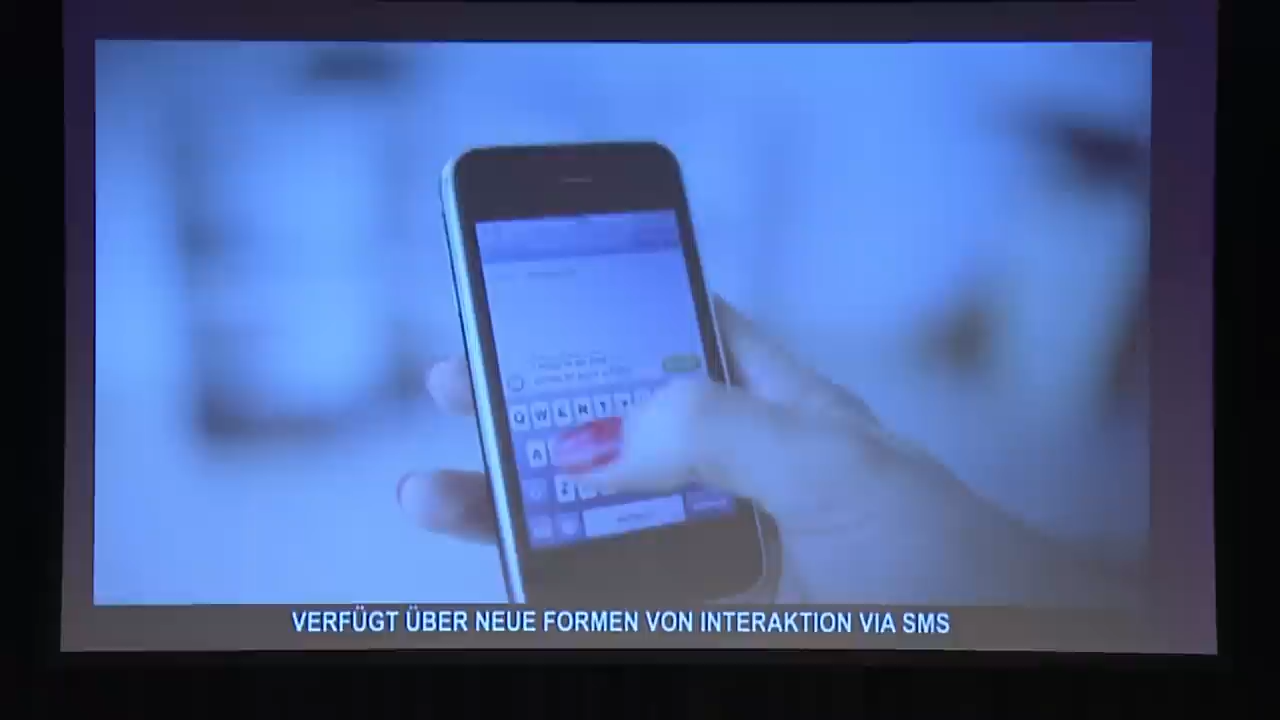 Q W E R T Y
A
Z
VERFÜGT ÜBER NEUE FORMEN VON INTERAKTION VIA SMS